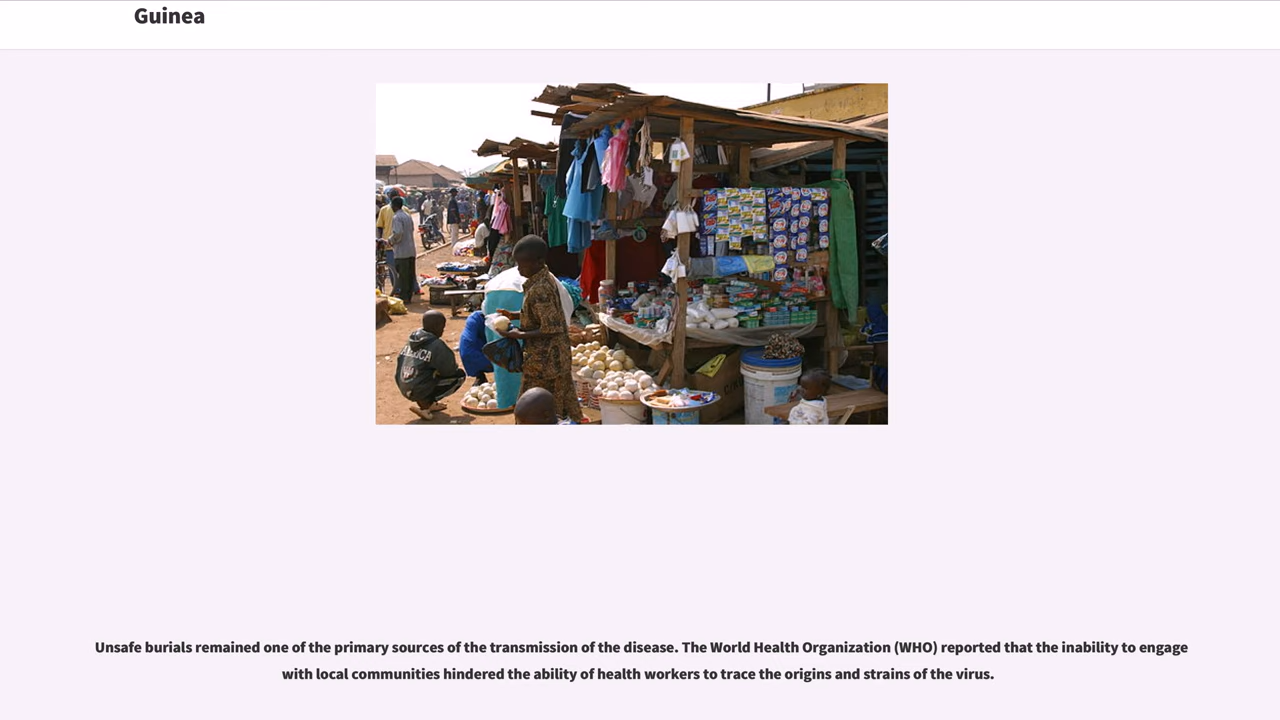 Guinea
AMERICA
Unsafe burials remained one of the primary sources of the transmission of the disease. The World Health Organization (WHO) reported that the inability to engage
with local communities hindered the ability of health workers to trace the origins and strains of the virus.